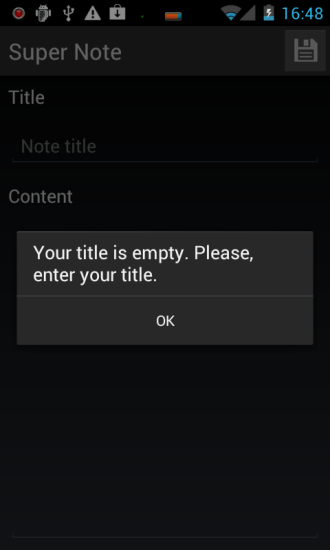 16:48
Super Note
Title
Note title
Content
Your title is empty. Please,
enter your title.
OK